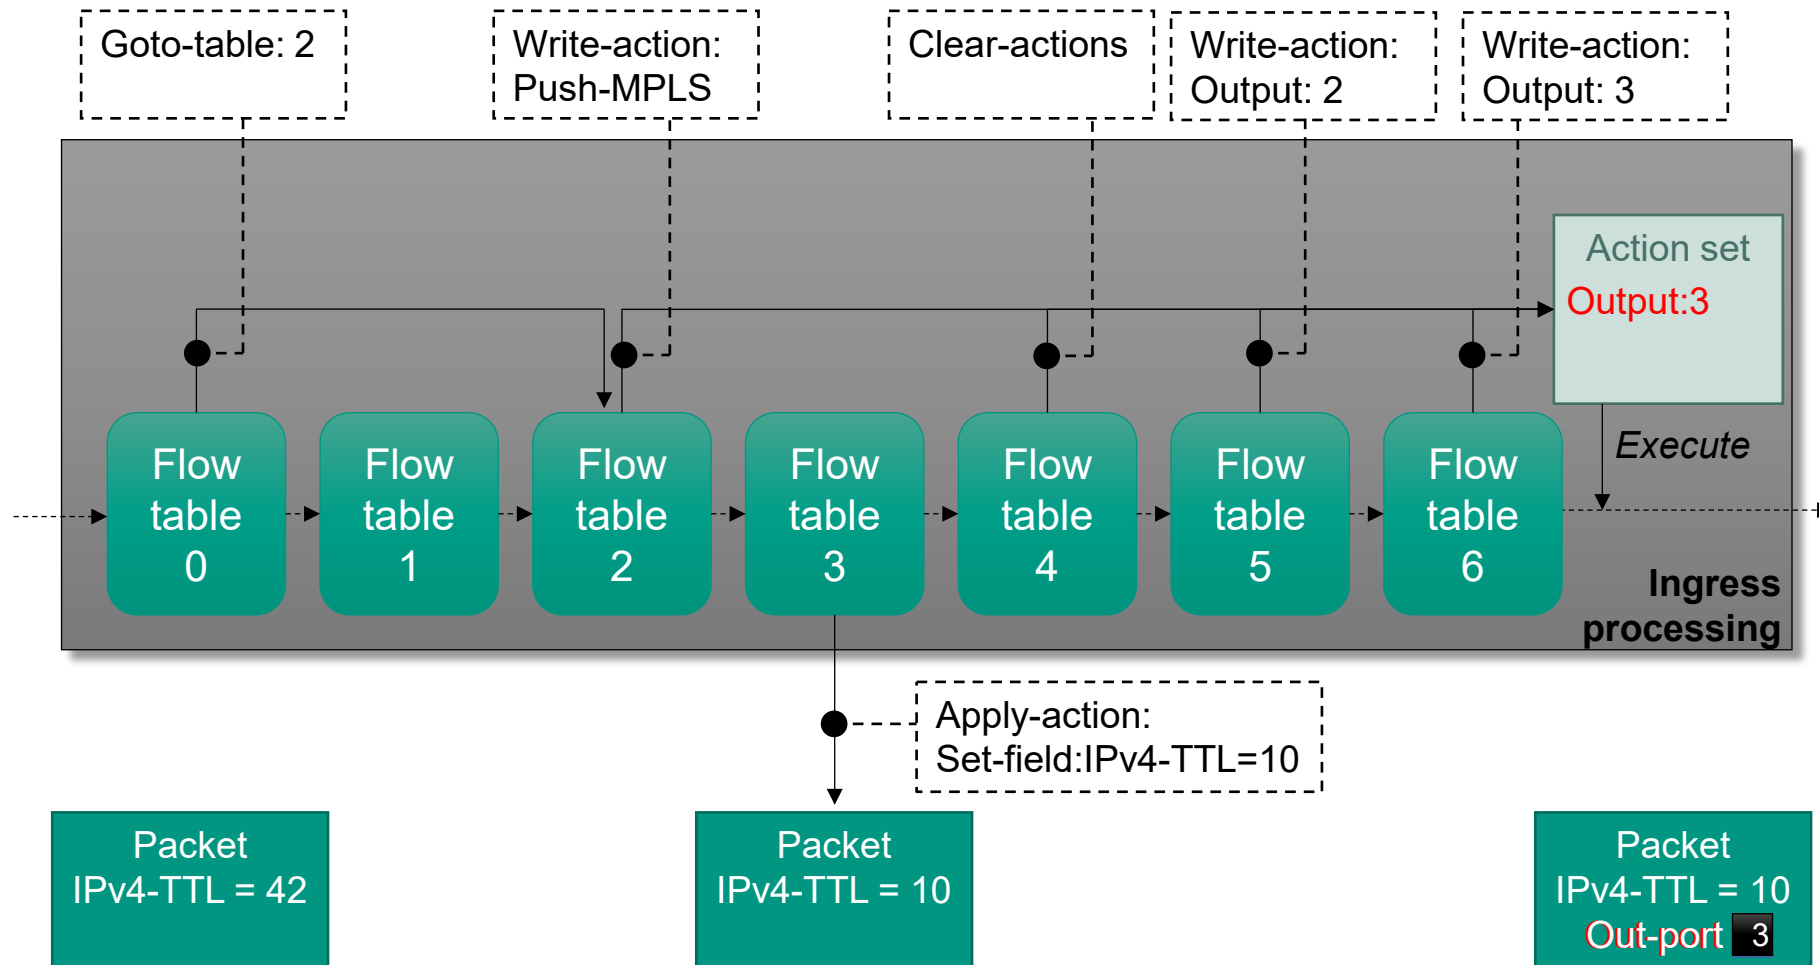 Goto-table: 2
Write-action:
Push-MPLS
Clear-actions
Write-action:
Output: 2
Write-action:
Output: 3
Action set
Output:3
Execute
Flow
table
0
Flow
table
1
Flow
table
2
Flow
table
3
Flow
table
4
Flow
table
5
Flow
table
6
Ingress
processing
Apply-action:
Set-field:IPv4-TTL=10
Packet
IPv4-TTL = 42
Packet
IPv4-TTL = 10
Packet
IPv4-TTL = 10
Out-port 3